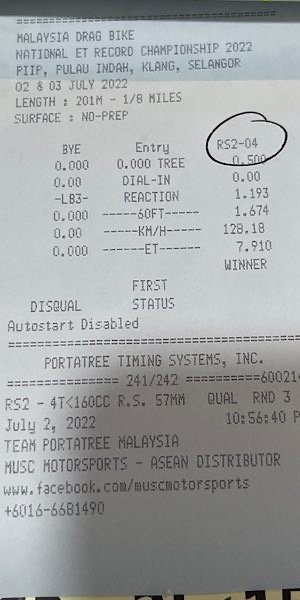 MALAYSIA DRAG BIKE
NATIONAL ET RECORD CHAMPIONSHIP 2022
PIIP, PULAU INDAH, KLANG, SELANGOR
02 & 03 JULY 2022
LENGTH : 201M - 1/8 MILES
SURFACE : NO-PREP
BYE Entry RS2-04
0.000 0.000 TREE 0.500
0.00 DIAL-IN 0.00
-LB3- REACTION 1.193
0.000 ------60FT------ 1.674
0.00 ------KM/H----- 128.18
0.000 ------ET------ 7.910
WINNER
FIRST
DISQUAL STATUS
Autostart Disabled
PORTATREE TIMING SYSTEMS, INC.
================ 241/242 ===========60021
RS2 - 4T<160CC R.S. 57MM QUAL RND 3
July 2, 2022 10:56:40 P
TEAM PORTATREE MALAYSIA
MUSC MOTORSPORTS - ASEAN DISTRIBUTOR
www.facebook.com/muscmotorsports
+6016-6681490